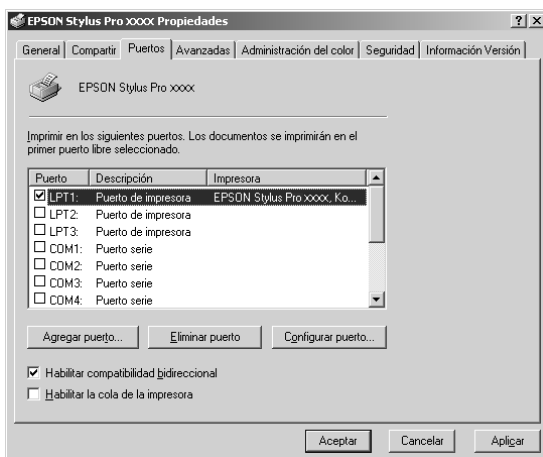 EPSON Stylus Pro XXXX Propiedades
General Compartir Puertos Avanzadas Administración del color Seguridad Información Versión
EPSON Stylus Pro xxxx
Imprimir en los siguientes puertos. Los documentos se imprimirán en el
primer puerto libre seleccionado.
Puerto Descripción Impresora
LPT1: Puerto de impresora EPSON Stylus Pro xxxx, Ko...
LPT2: Puerto de impresora
LPT3: Puerto de impresora
COM1: Puerto serie
COM2: Puerto serie
COM3: Puerto serie
COM4: Puerto serie
Agregar puerto... Eliminar puerto Configurar puerto...
Habilitar compatibilidad bidireccional
Habilitar la cola de la impresora
Aceptar Cancelar Aplicar